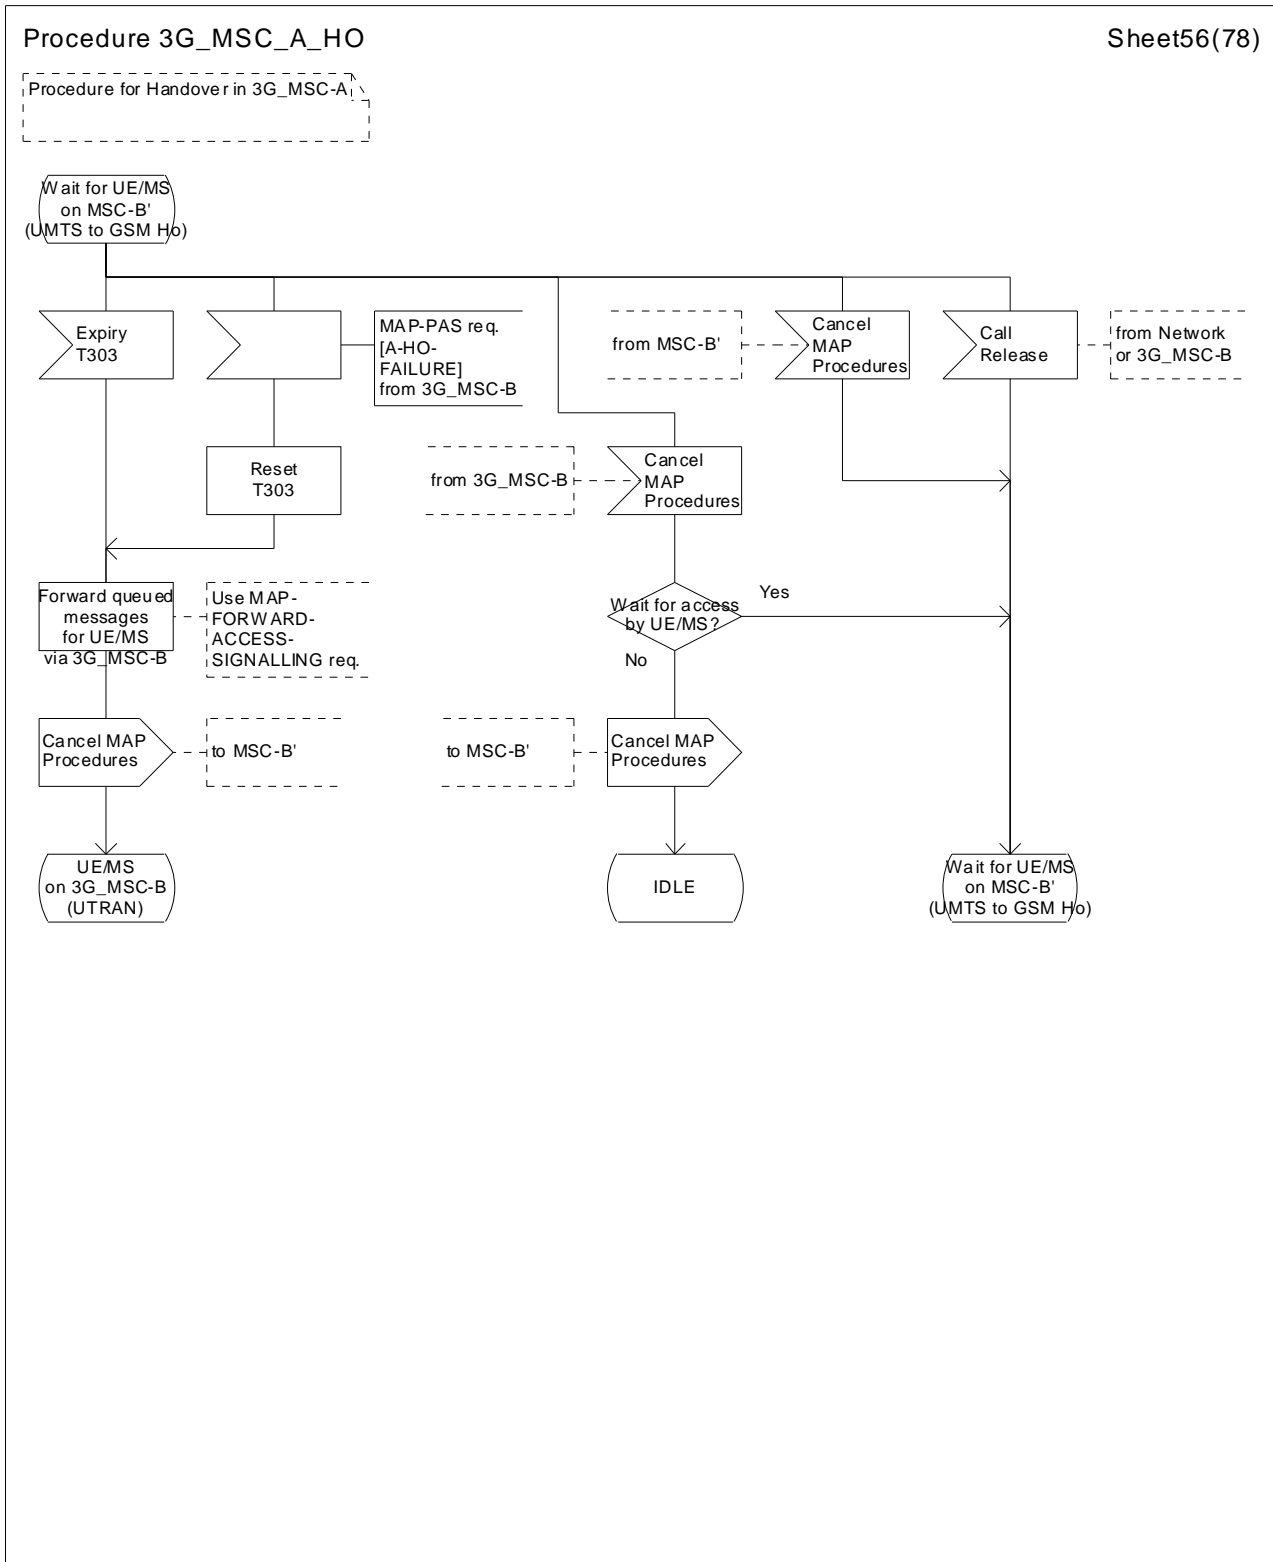 Procedure 3G_MSC_A_HO
Sheet56(78)
Procedure for Handover in 3G_MSC-A
Wait for UE/MS
on MSC-B'
(UMTS to GSM Ho)
Expiry
T303
MAP-PAS req.
[A-HO-
FAILURE]
from 3G_MSC-B
from MSC-B'
Cancel
MAP
Procedures
Call
Release
from Network
or 3G_MSC-B
Reset
T303
from 3G_MSC-B
Cancel
MAP
Procedures
Forward queued
messages
for UE/MS
via 3G_MSC-B
Use MAP-
FORWARD-
ACCESS-
SIGNALLING req.
Wait for access
by UE/MS?
Yes
No
Cancel MAP
Procedures
to MSC-B'
to MSC-B'
Cancel MAP
Procedures
UE/MS
on 3G_MSC-B
(UTRAN)
IDLE
Wait for UE/MS
on MSC-B'
(UMTS to GSM Ho)